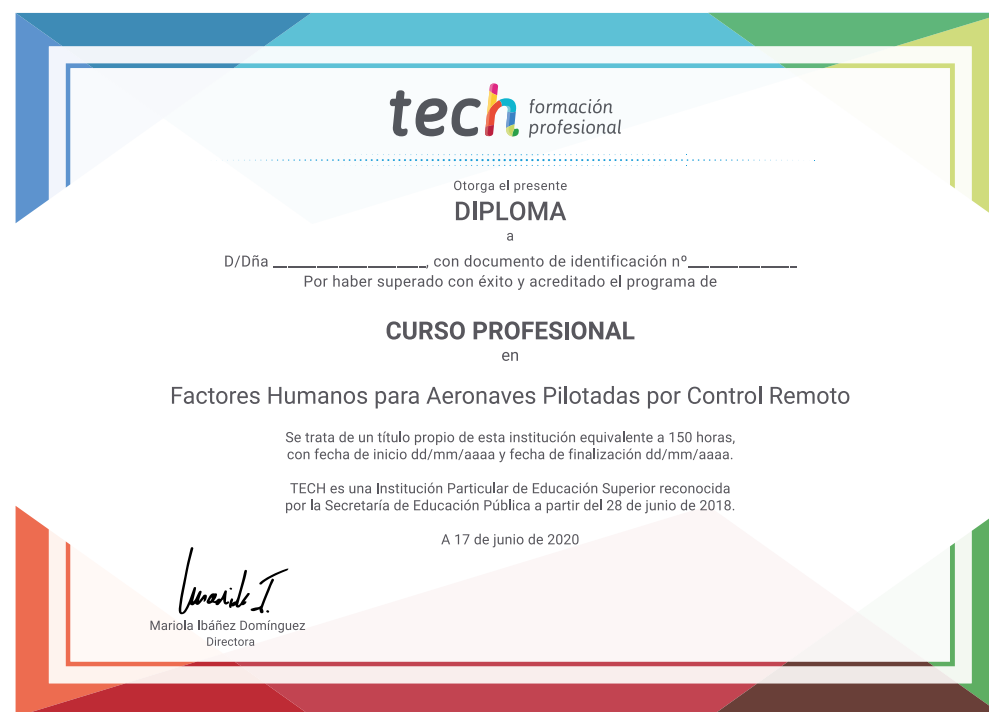 tech formación
profesional
Otorga el presente
DIPLOMA
a
D/Dña ____________________, con documento de identificación nº______________
Por haber superado con éxito y acreditado el programa de
CURSO PROFESIONAL
en
Factores Humanos para Aeronaves Pilotadas por Control Remoto
Se trata de un título propio de esta institución equivalente a 150 horas,
con fecha de inicio dd/mm/aaaa y fecha de finalización dd/mm/aaaa.
TECH es una Institución Particular de Educación Superior reconocida
por la Secretaría de Educación Pública a partir del 28 de junio de 2018.
A 17 de junio de 2020
Mariola Ibáñez Domínguez
Directora